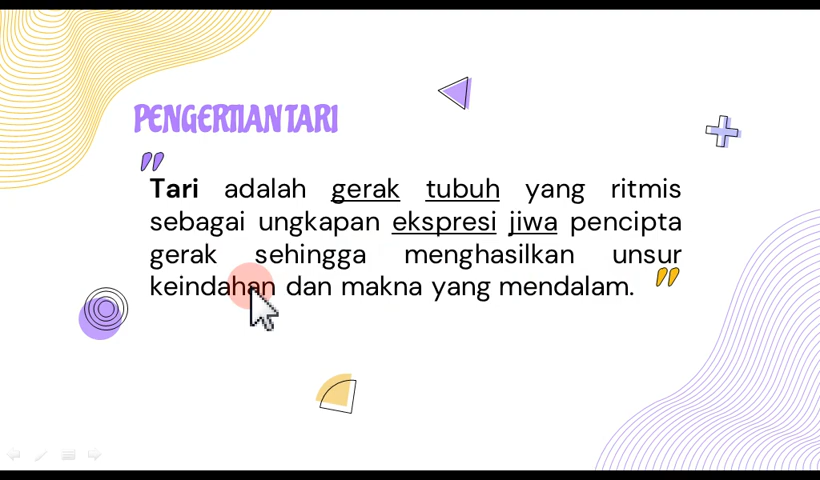 PENGERTIAN TARI
Tari adalah gerak tubuh yang ritmis
sebagai ungkapan ekspresi jiwa pencipta
gerak sehingga menghasilkan unsur
keindahan dan makna yang mendalam.